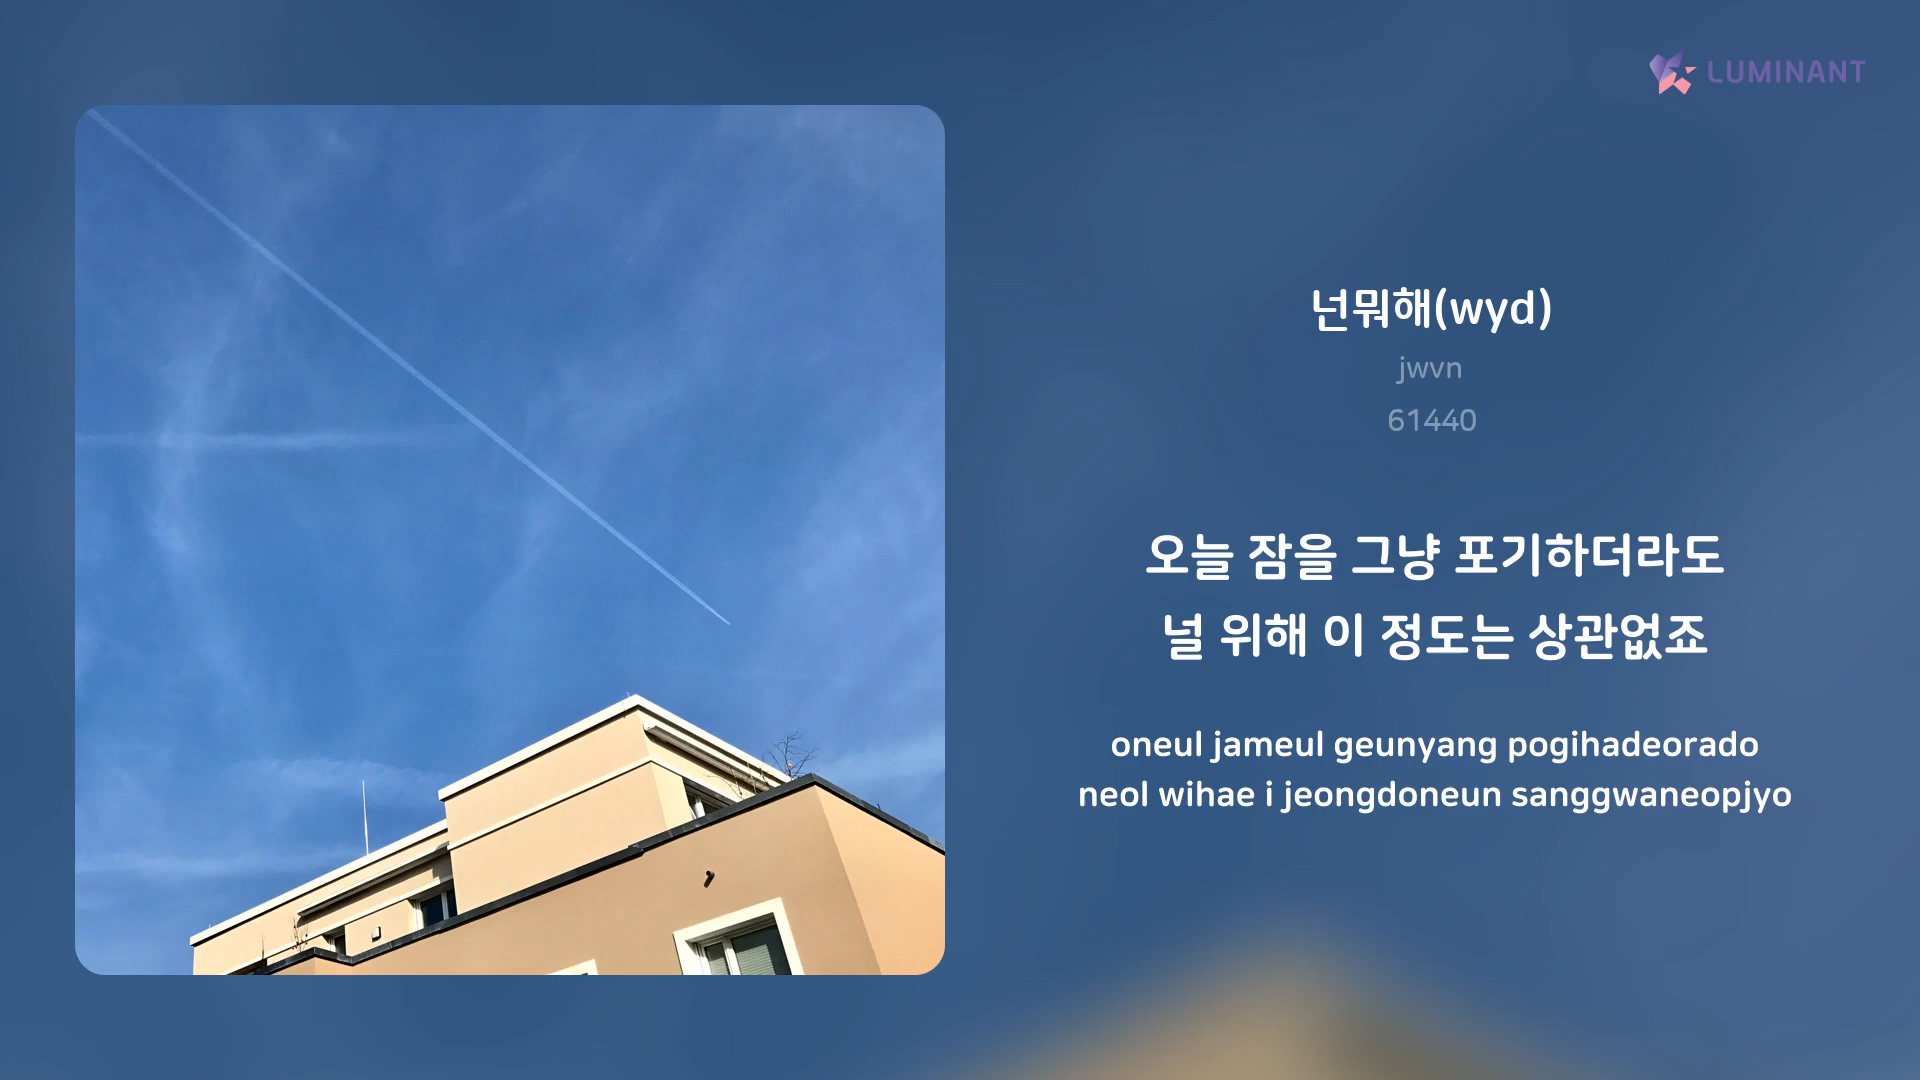 LUMINANT
넌뭐해(wyd)
jwvn
61440
오늘 잠을 그냥 포기하더라도
널 위해 이 정도는 상관없죠
oneul jameul geunyang pogihadeorado
neol wihae i jeongdoneun sanggwaneopjyo